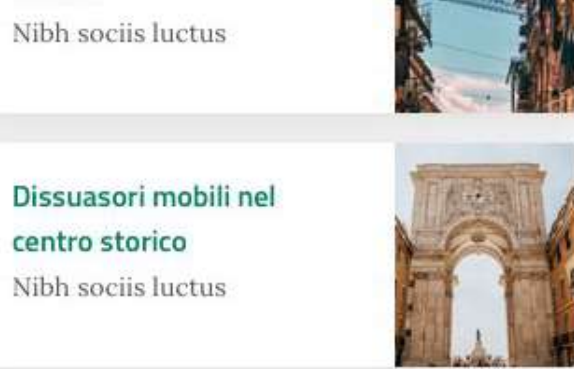 Nibh sociis luctus
Dissuasori mobili nel
centro storico
Nibh sociis luctus